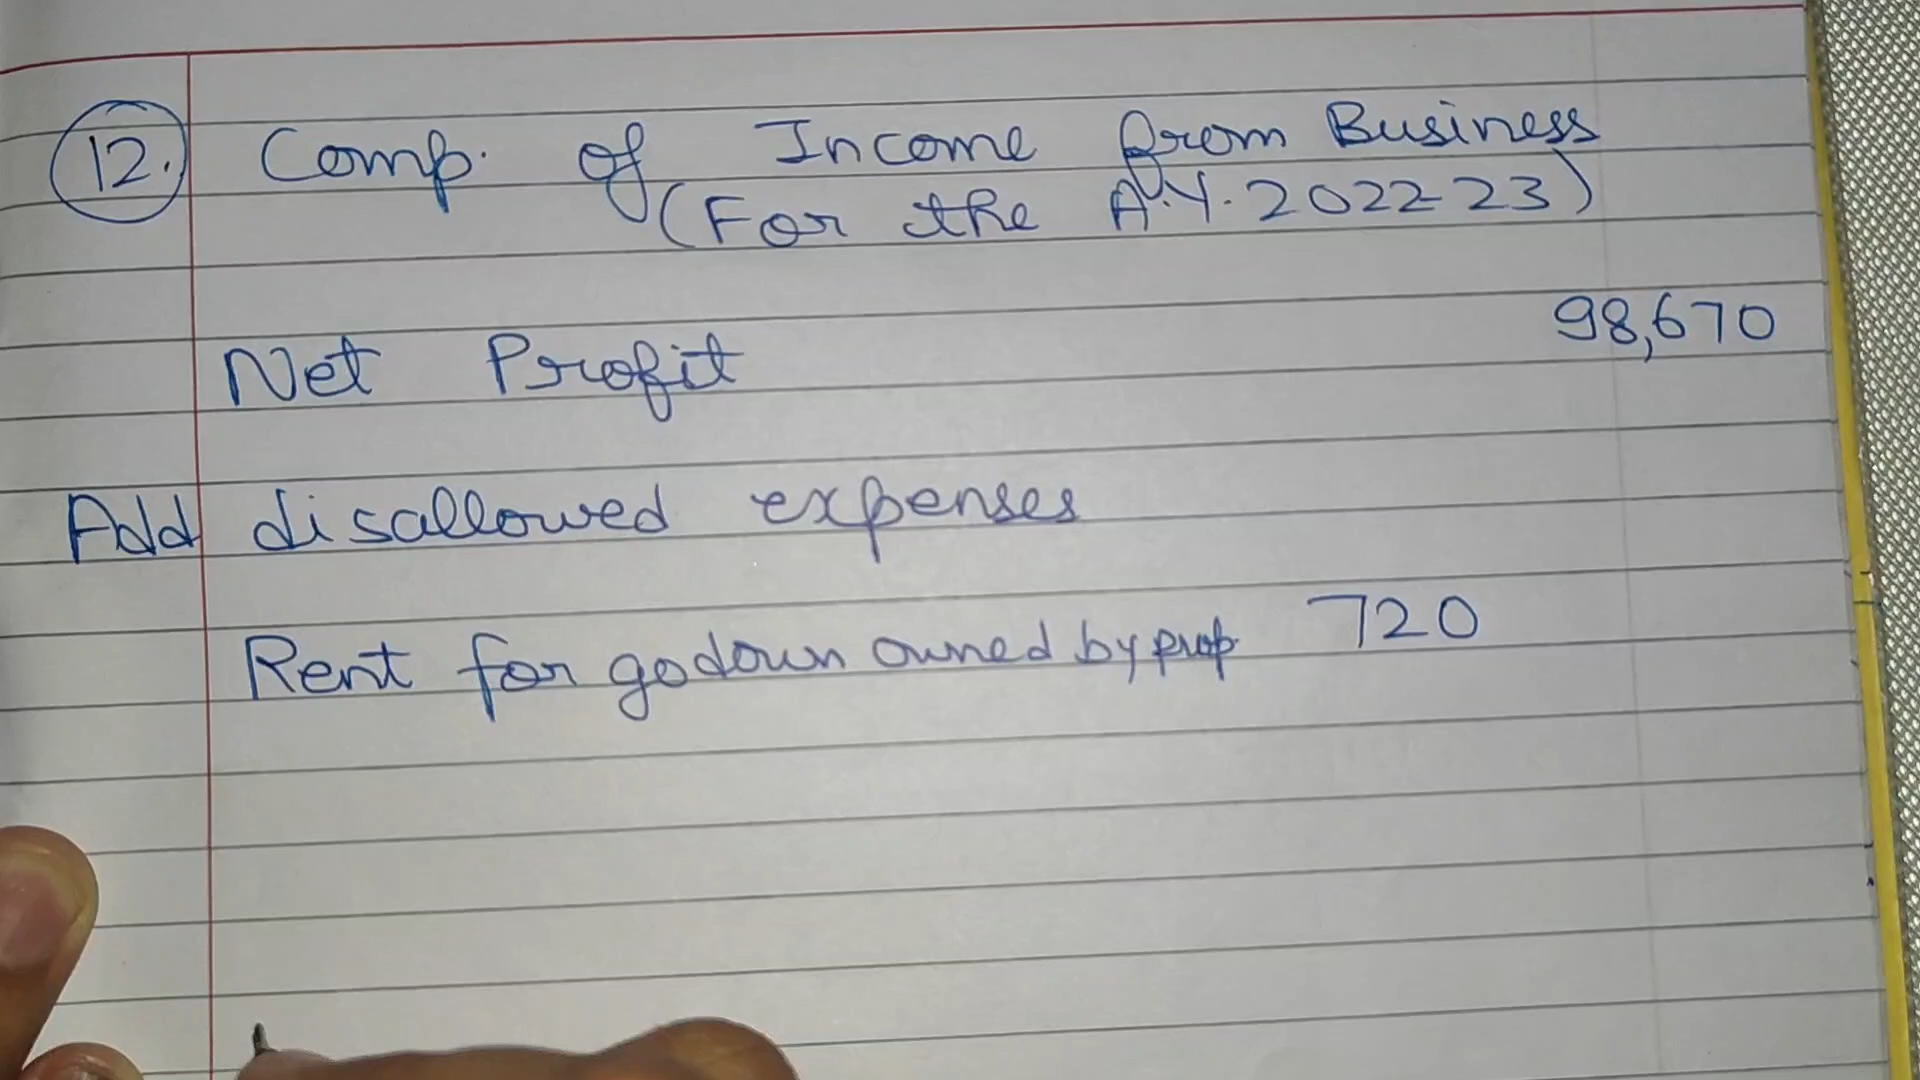 12. Comp. of Income from Business
(For the A.Y. 2022-23)
Net Profit 98,670
Add disallowed expenses
Rent for godown owned by prop. 720